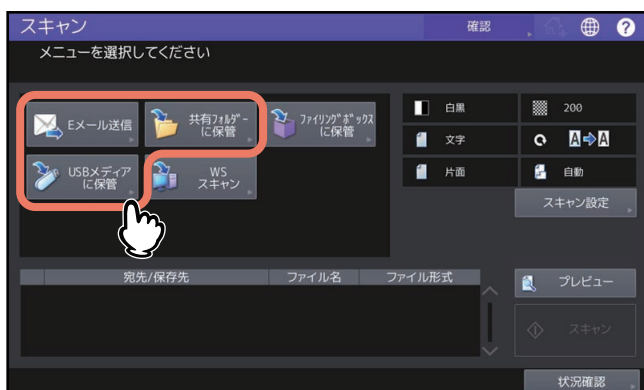 スキャン
確認
?
メニューを選択してください
Eメール送信
共有フォルダー
に保管
ファイリングボックス
に保管
USBメディア
に保管
WS
スキャン
白黒
200
文字
A A
片面
自動
スキャン設定
宛先/保存先 ファイル名 ファイル形式
プレビュー
スキャン
状況確認